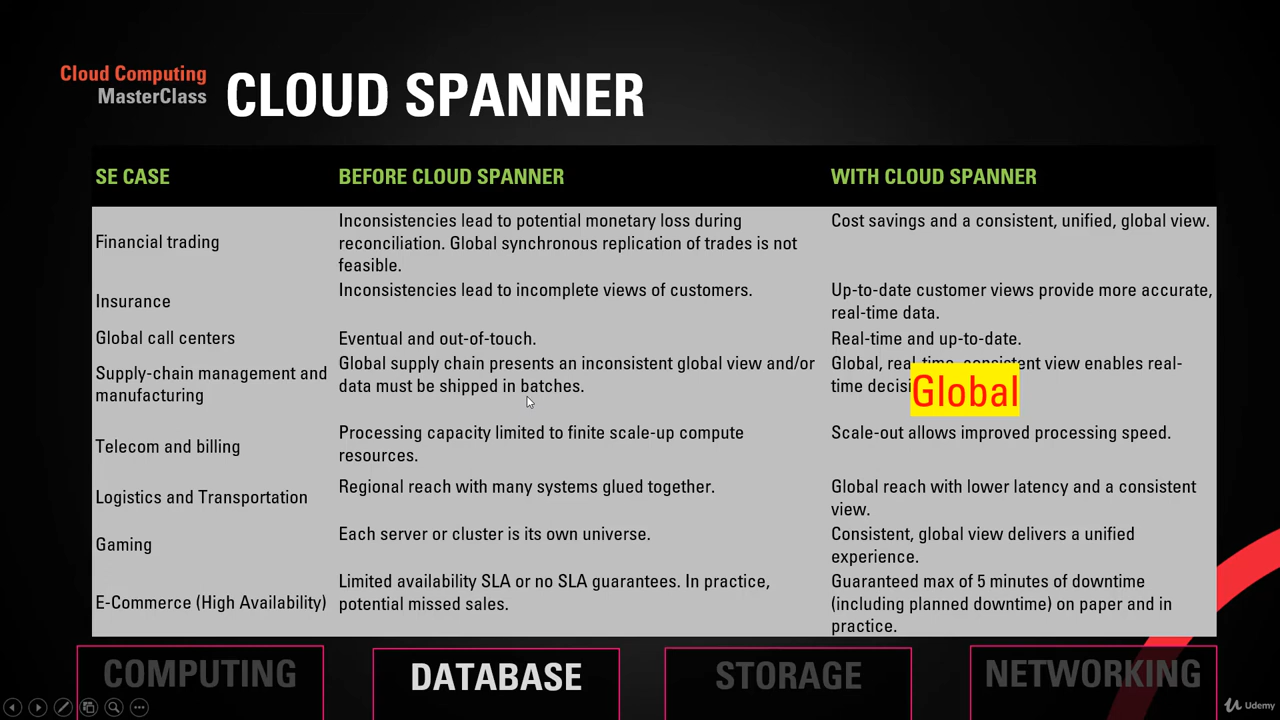 Cloud Computing
MasterClass
CLOUD SPANNER
SE CASE
BEFORE CLOUD SPANNER
WITH CLOUD SPANNER
Financial trading
Inconsistencies lead to potential monetary loss during
reconciliation. Global synchronous replication of trades is not
feasible.
Cost savings and a consistent, unified, global view.
Insurance
Inconsistencies lead to incomplete views of customers.
Up-to-date customer views provide more accurate,
real-time data.
Global call centers
Eventual and out-of-touch.
Real-time and up-to-date.
Supply-chain management and
manufacturing
Global supply chain presents an inconsistent global view and/or
data must be shipped in batches.
Global, real-time, consistent view enables real-
time
Global
Telecom and billing
Processing capacity limited to finite scale-up compute
resources.
Scale-out allows improved processing speed.
Logistics and Transportation
Regional reach with many systems glued together.
Global reach with lower latency and a consistent
view.
Gaming
Each server or cluster is its own universe.
Consistent, global view delivers a unified
experience.
E-Commerce (High Availability)
Limited availability SLA or no SLA guarantees. In practice,
potential missed sales.
Guaranteed max of 5 minutes of downtime
(including planned downtime) on paper and in
practice.
COMPUTING
DATABASE
STORAGE
NETWORKING
Udemy